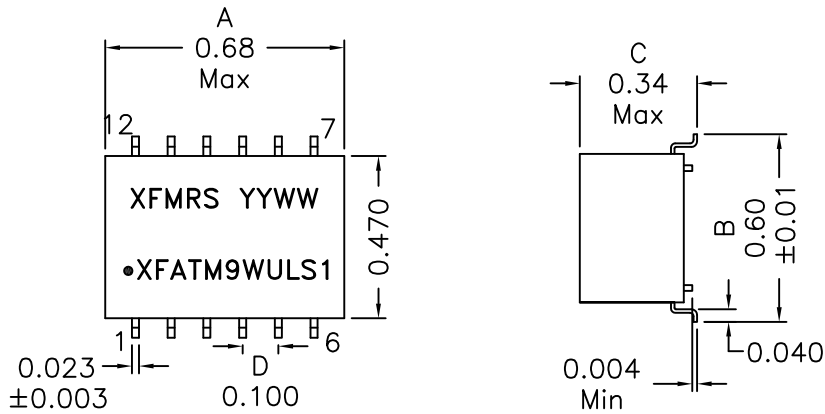 A
0.68
Max
C
0.34
Max
12
7
XFMRS YYWW
XFATM9WULS1
0.470
B
0.60
±0.01
1
6
D
0.100
0.023
±0.003
0.004
Min
0.040